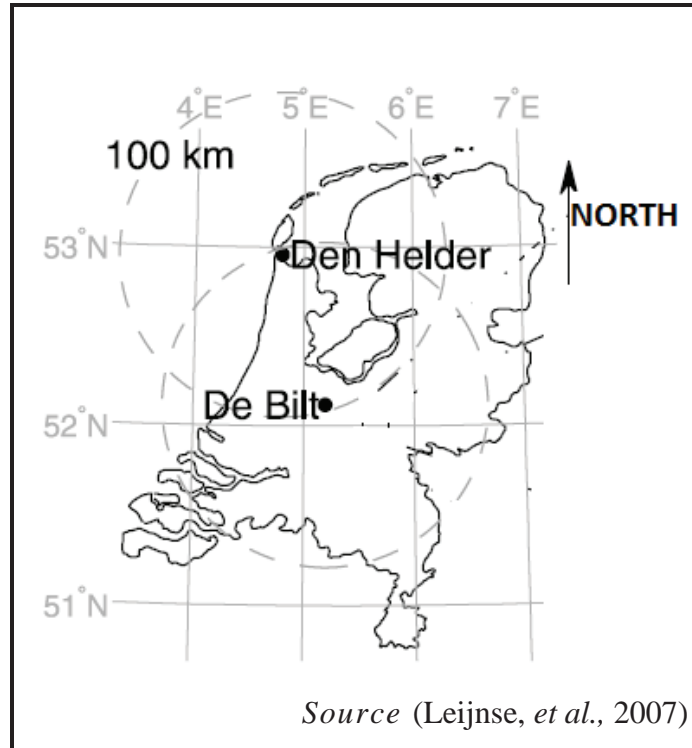 4°E 5°E 6°E 7°E
100 km
NORTH
53°N
Den Helder
De Bilt
52°N
51°N
Source (Leijnse, et al., 2007)